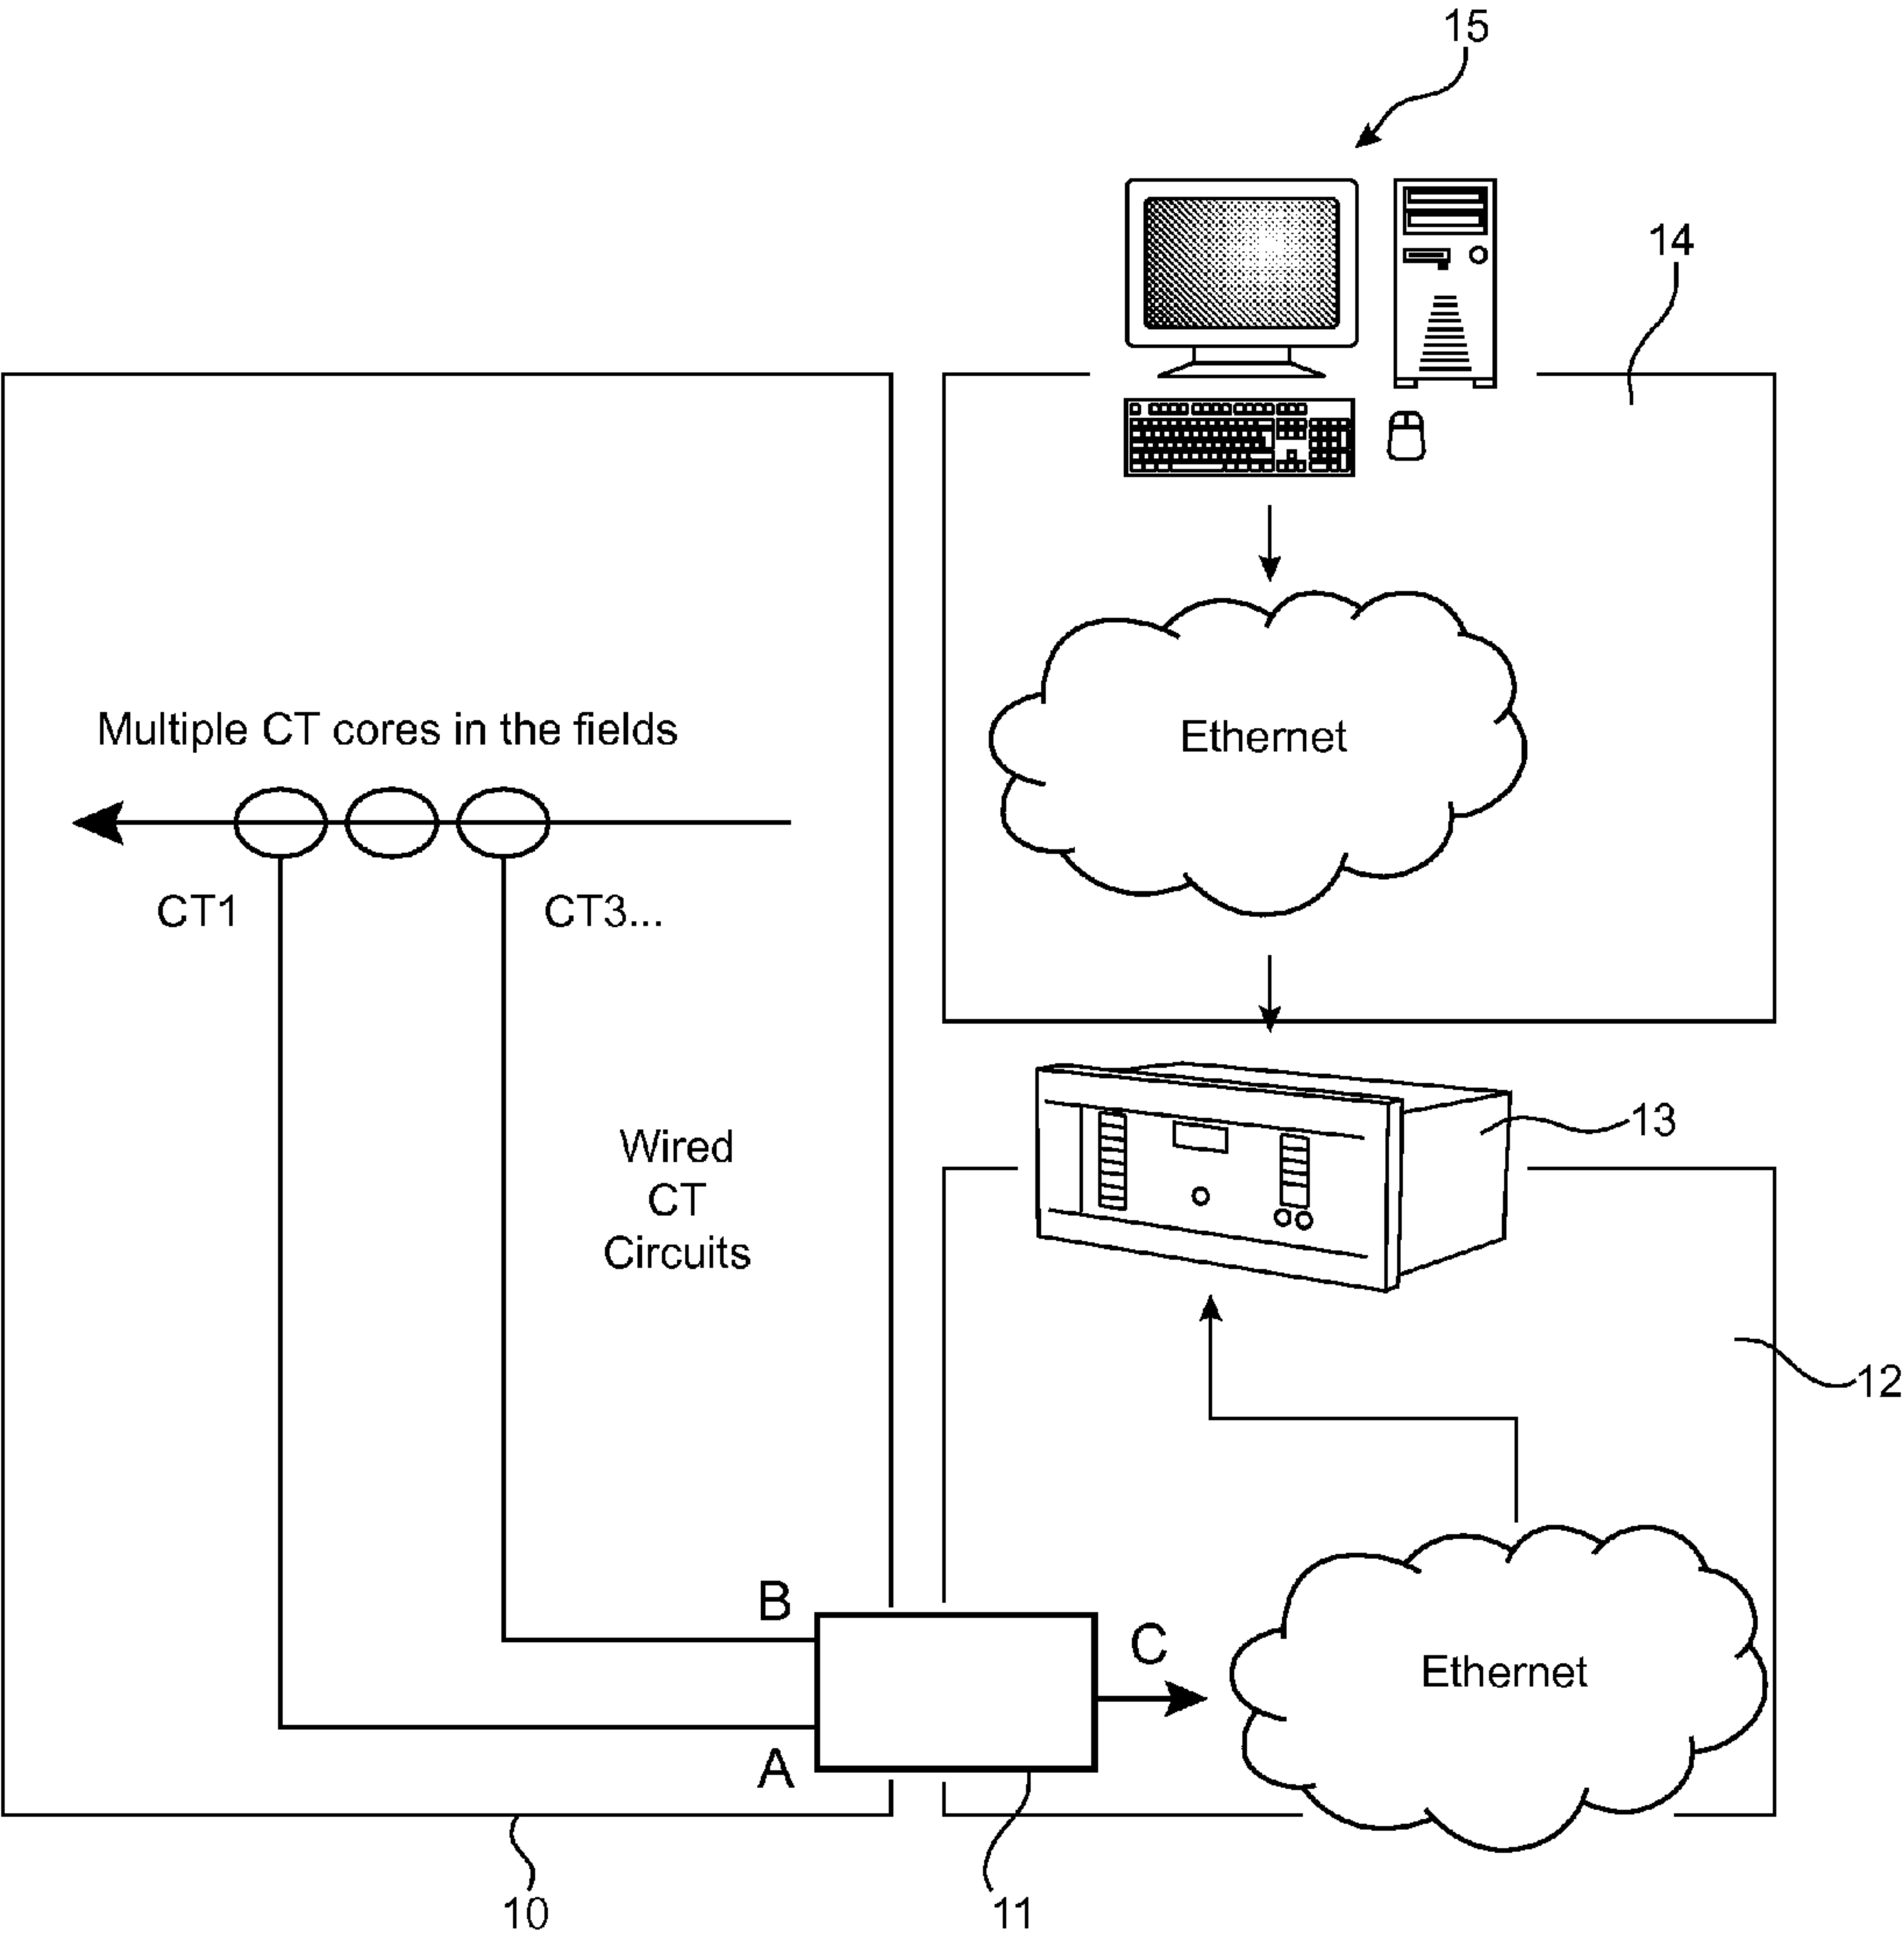 15
14
Multiple CT cores in the fields
Ethernet
CT1
CT3...
13
Wired
CT
Circuits
12
B
C
Ethernet
A
10
11